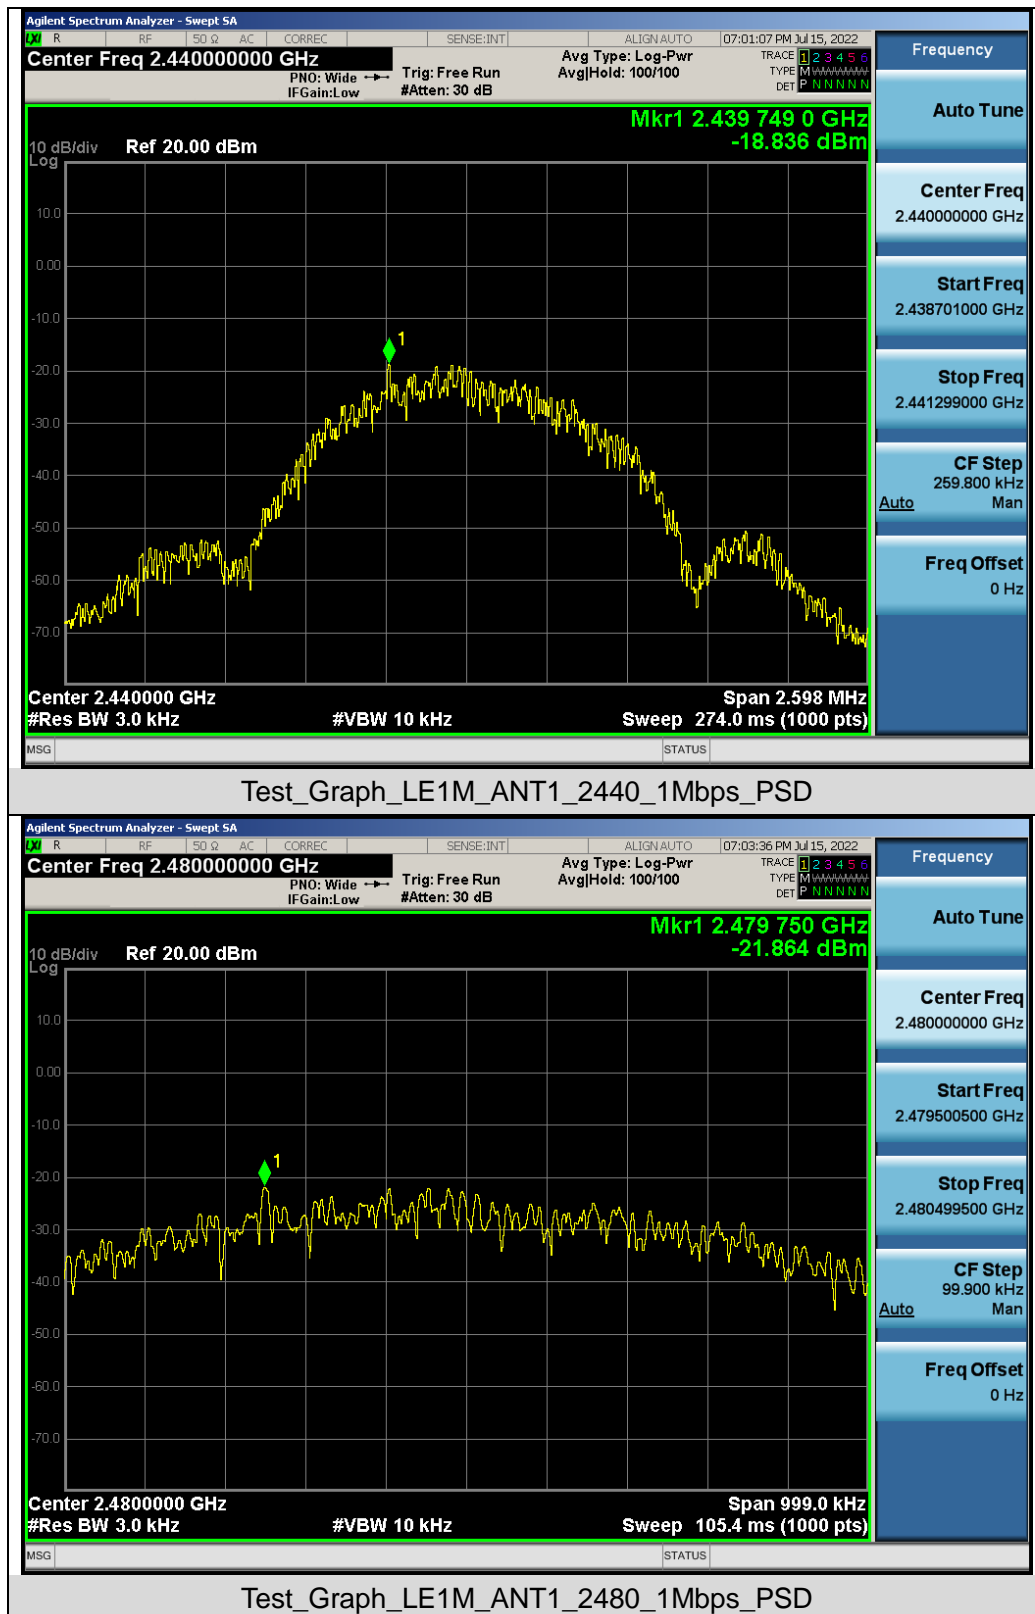 Agilent Spectrum Analyzer - Swept SA
LXI R RF 50 Ω AC CORREC SENSE:INT ALIGNAUTO 07:01:07 PM Jul 15, 2022
Center Freq 2.440000000 GHz
PNO: Wide
IFGain:Low
Trig: Free Run
#Atten: 30 dB
Avg Type: Log-Pwr
Avg|Hold: 100/100
TRACE 1 2 3 4 5 6
TYPE M
DET P N N N N N
Mkr1 2.439 749 0 GHz
-18.836 dBm
10 dB/div Ref 20.00 dBm
Log
10.0
0.00
-10.0
-20.0
-30.0
-40.0
-50.0
-60.0
-70.0
1
Center 2.440000 GHz Span 2.598 MHz
#Res BW 3.0 kHz #VBW 10 kHz Sweep 274.0 ms (1000 pts)
MSG STATUS
Frequency
Auto Tune
Center Freq
2.440000000 GHz
Start Freq
2.438701000 GHz
Stop Freq
2.441299000 GHz
CF Step
259.800 kHz
Auto Man
Freq Offset
0 Hz
Test_Graph_LE1M_ANT1_2440_1Mbps_PSD
Agilent Spectrum Analyzer - Swept SA
LXI R RF 50 Ω AC CORREC SENSE:INT ALIGNAUTO 07:03:36 PM Jul 15, 2022
Center Freq 2.480000000 GHz
PNO: Wide
IFGain:Low
Trig: Free Run
#Atten: 30 dB
Avg Type: Log-Pwr
Avg|Hold: 100/100
TRACE 1 2 3 4 5 6
TYPE M
DET P N N N N N
Mkr1 2.479 750 GHz
-21.864 dBm
10 dB/div Ref 20.00 dBm
Log
10.0
0.00
-10.0
-20.0
-30.0
-40.0
-50.0
-60.0
-70.0
1
Center 2.4800000 GHz Span 999.0 kHz
#Res BW 3.0 kHz #VBW 10 kHz Sweep 105.4 ms (1000 pts)
MSG STATUS
Frequency
Auto Tune
Center Freq
2.480000000 GHz
Start Freq
2.479500500 GHz
Stop Freq
2.480499500 GHz
CF Step
99.900 kHz
Auto Man
Freq Offset
0 Hz
Test_Graph_LE1M_ANT1_2480_1Mbps_PSD